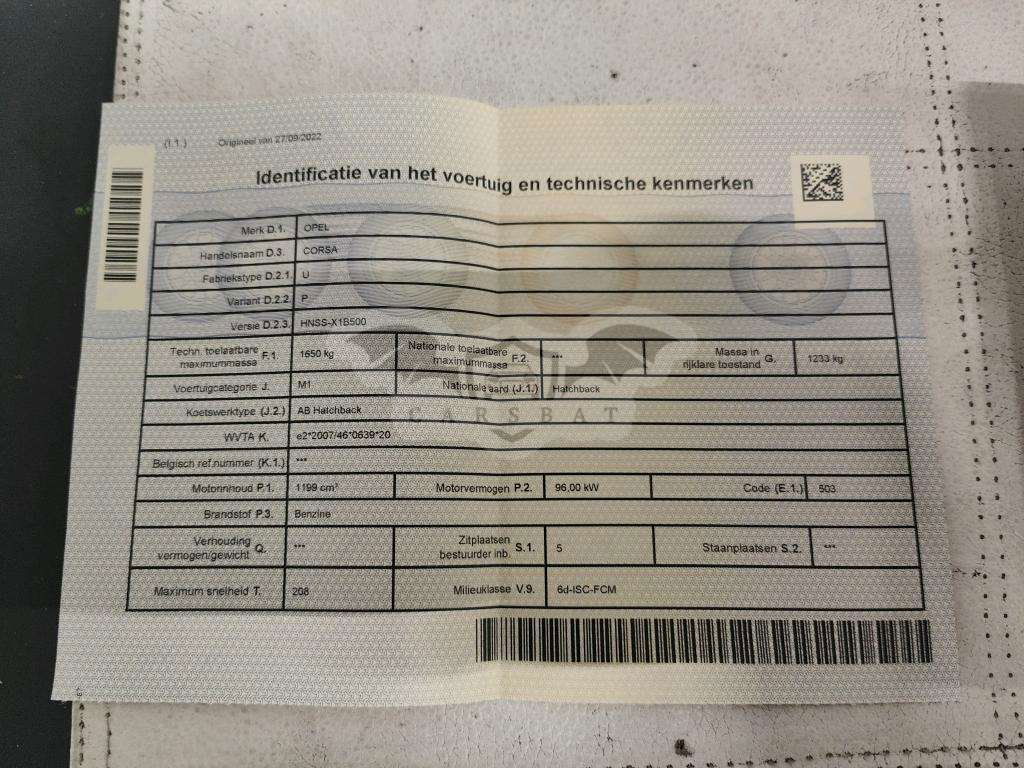 (I.1.) Origineel van 27/09/2022
Identificatie van het voertuig en technische kenmerken
Merk D.1. OPEL
Handelsnaam D.3. CORSA
Fabriekstype D.2.1. U
Variant D.2.2. P
Versie D.2.3. HNSS-X1B500
Techn. toelaatbare maximummassa F.1. 1650 kg Nationale toelaatbare maximummassa F.2. *** Massa in rijklare toestand G. 1233 kg
Voertuigcategorie J. M1 Nationale aard (J.1.) Hatchback
Koetswerktype (J.2.) AB Hatchback
CARSBAT
WVTA K. e2*2007/46*0639*20
Belgisch ref.nummer (K.1.) ***
Motorinhoud P.1. 1199 cm³ Motorvermogen P.2. 96,00 kW Code (E.1.) 503
Brandstof P.3. Benzine
Verhouding vermogen/gewicht Q. *** Zitplaatsen bestuurder inb. S.1. 5 Staanplaatsen S.2. ***
Maximum snelheid T. 208 Milieuklasse V.9. 6d-ISC-FCM